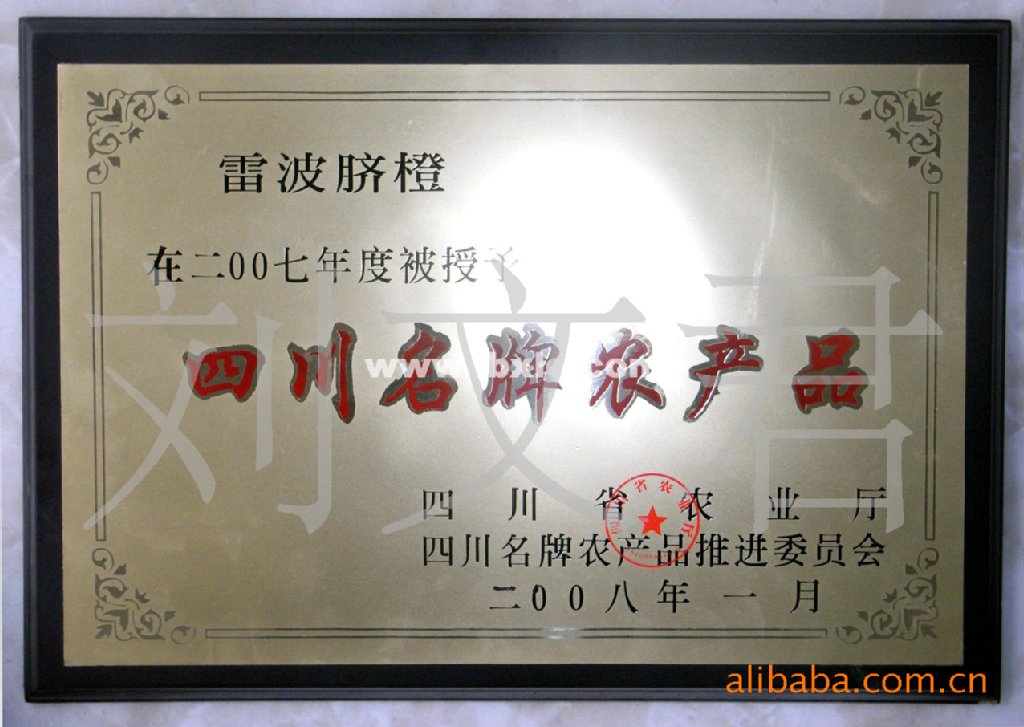 雷波脐橙
在二00七年度被授予
四川名牌农产品
刘文君
四川省农业厅
四川名牌农产品推进委员会
二00八年一月
alibaba.com.cn